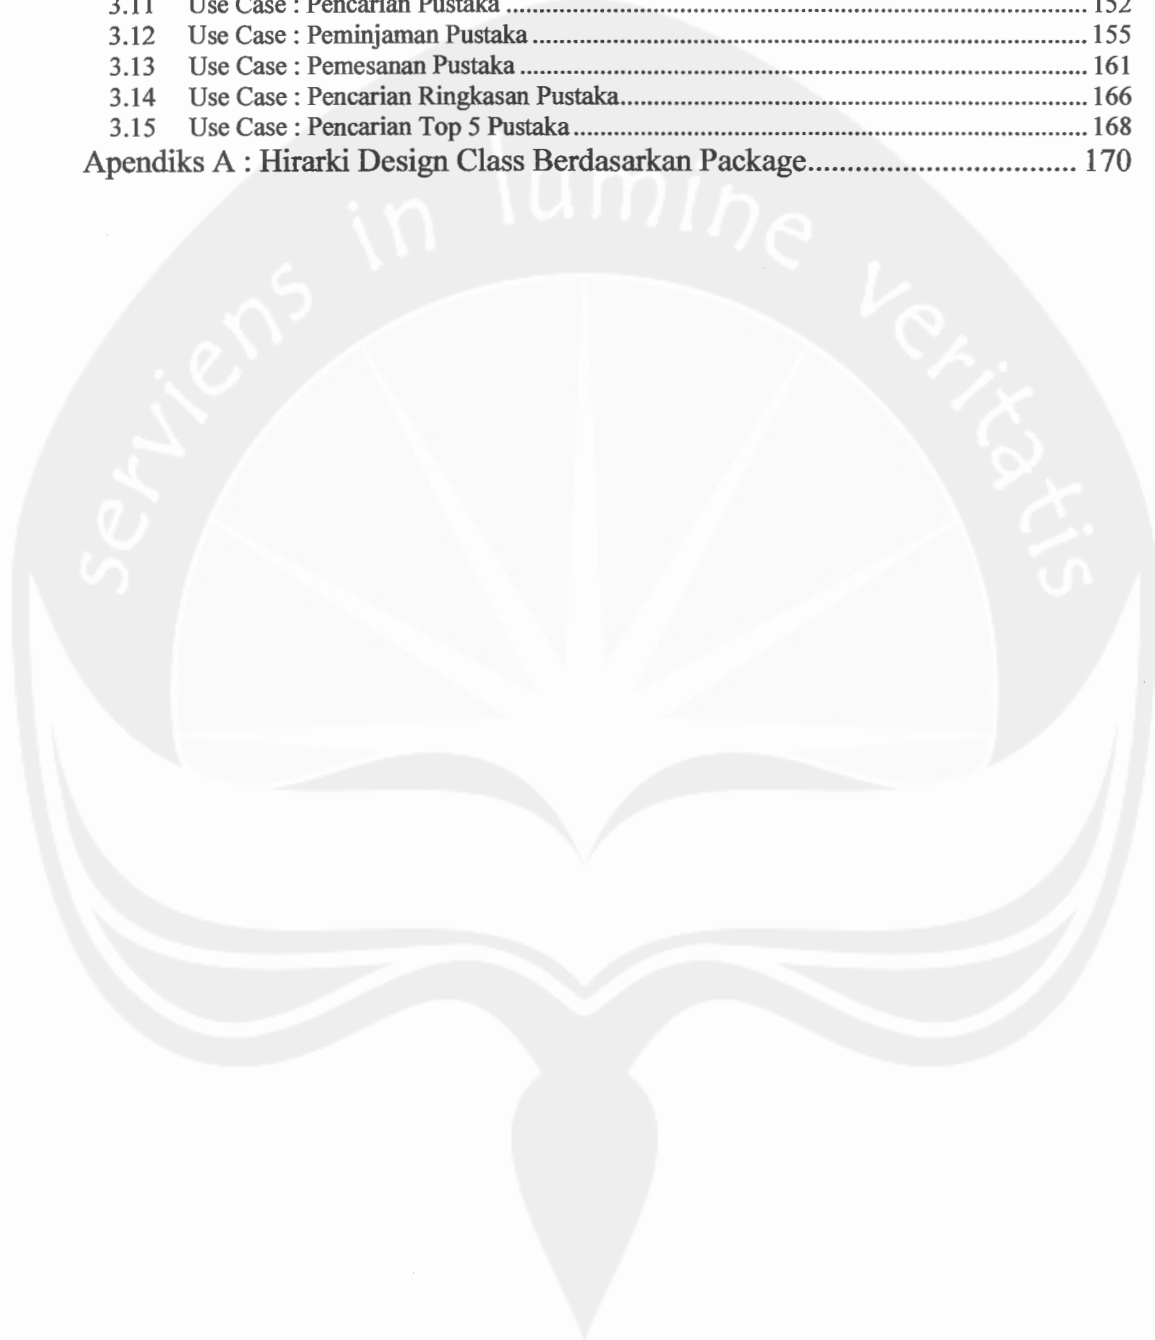 3.11 Use Case : Pencarian Pustaka ........................................................................................................ 152
3.12 Use Case : Peminjaman Pustaka ................................................................................................... 155
3.13 Use Case : Pemesanan Pustaka ..................................................................................................... 161
3.14 Use Case : Pencarian Ringkasan Pustaka.................................................................................... 166
3.15 Use Case : Pencarian Top 5 Pustaka ............................................................................................ 168
Apendiks A : Hirarki Design Class Berdasarkan Package.................................. 170
serviens in lumine veritatis